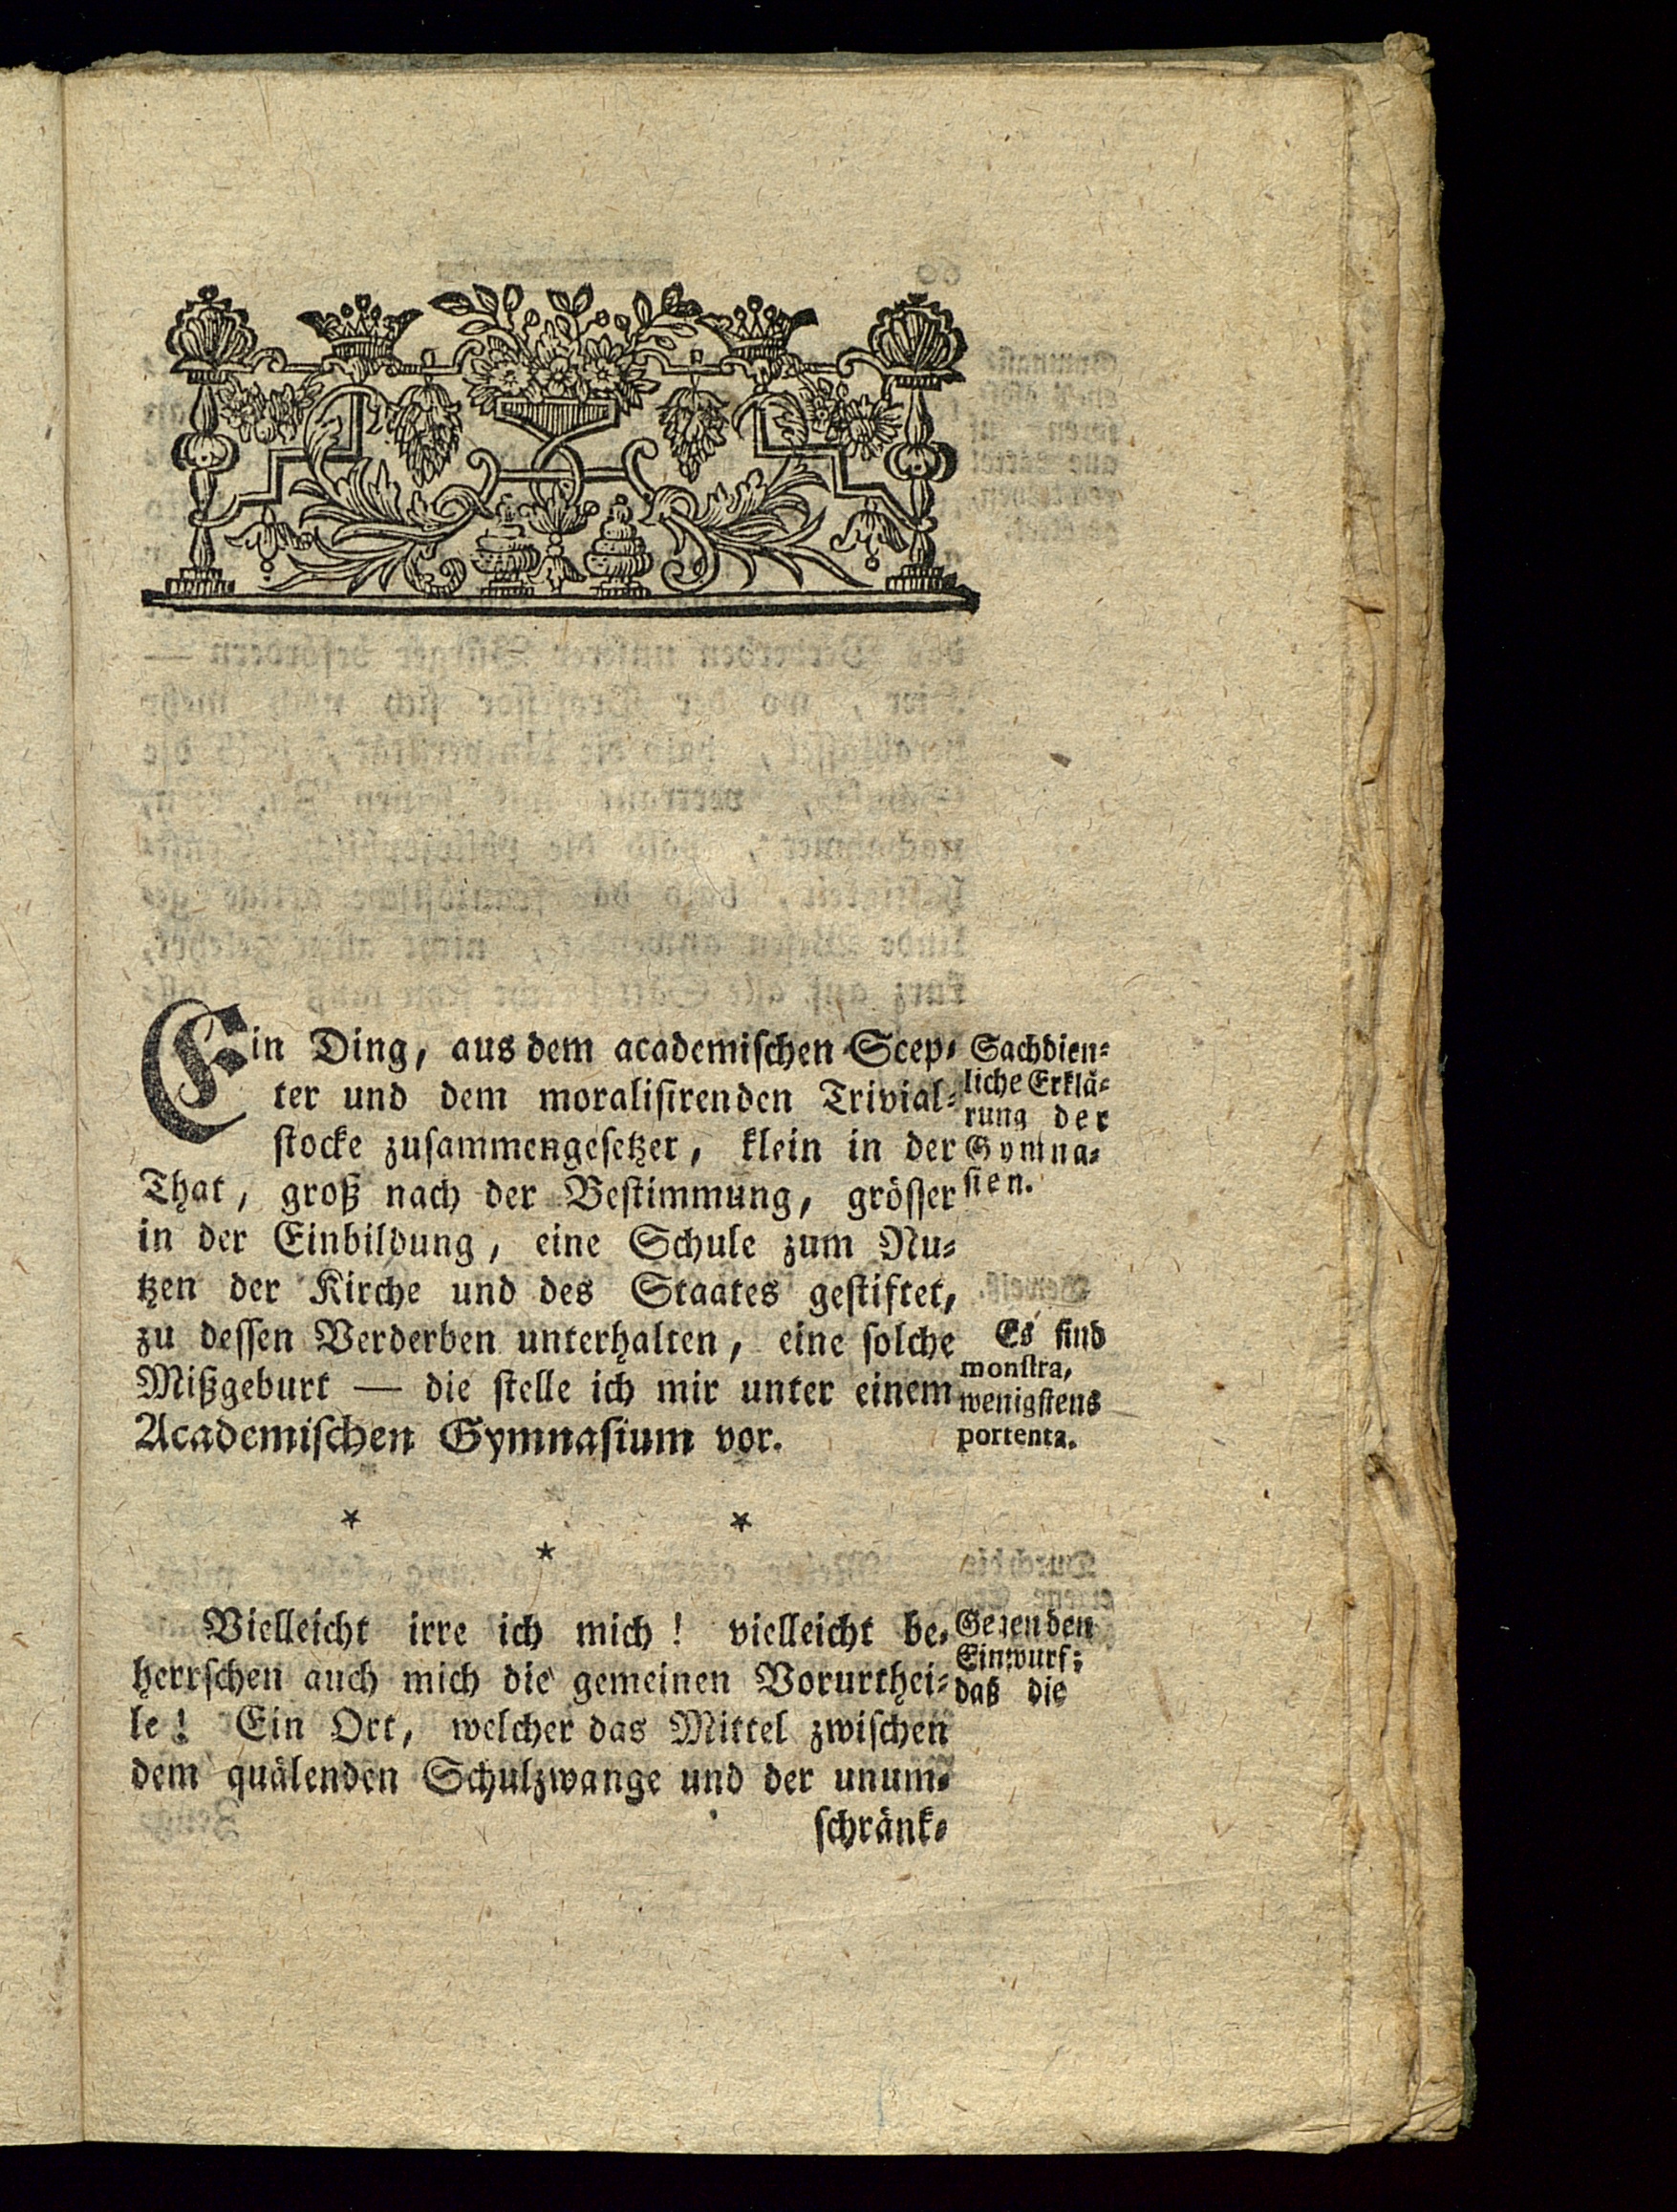 Ein Ding, aus dem academischen Scep-
ter und dem moralisirenden Trivial-
stocke zusammengesetzer, klein in der
That, groß nach der Bestimmung, grösser
in der Einbildung, eine Schule zum Nu-
tzen der Kirche und des Staates gestiftet,
zu dessen Verderben unterhalten, eine solche
Mißgeburt — die stelle ich mir unter einem
Academischen Gymnasium vor.
Sachdien-
liche Erklä-
rung der
Gymna-
sien.
Es sind
monstra,
wenigstens
portenta.
* *
*
Vielleicht irre ich mich! vielleicht be-
herrschen auch mich die gemeinen Vorurthei-
le! Ein Ort, welcher das Mittel zwischen
dem quälenden Schulzwange und der unum-
schränk-
Gegen den
Einwurf;
daß die